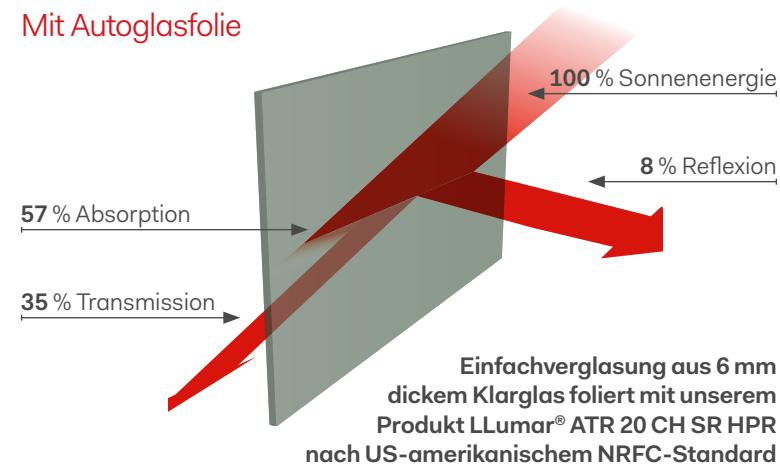 Mit Autoglasfolie
100 % Sonnenenergie
8 % Reflexion
57 % Absorption
35 % Transmission
Einfachverglasung aus 6 mm
dickem Klarglas foliert mit unserem
Produkt LLumar® ATR 20 CH SR HPR
nach US-amerikanischem NRFC-Standard